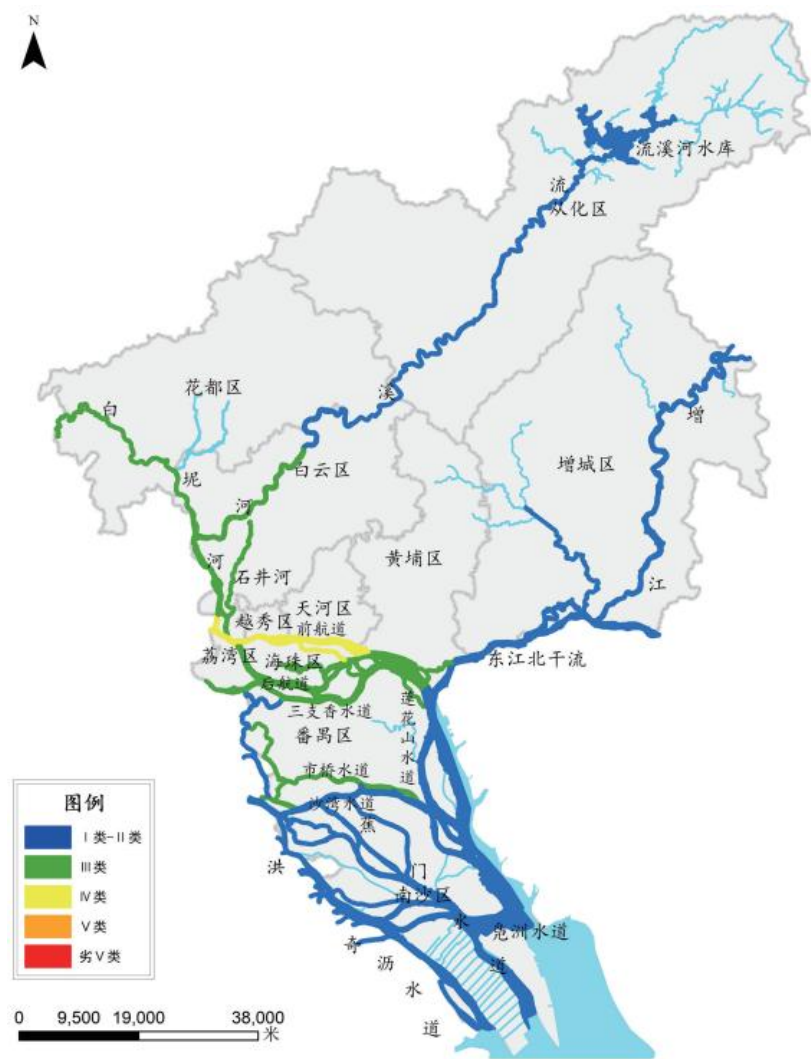 N
流溪河水库
流
从化区
花都区
白
溪
增
坭
白云区
增城区
河
河
石井河
黄埔区
江
天河区
越秀区
前航道
荔湾区
海珠区
东江北干流
后航道
莲花山水道
三支香水道
番禺区
市桥水道
沙湾水道
蕉
洪
门
南沙区
水
凫洲水道
奇
道
沥
水
道
图例
Ⅰ类-Ⅱ类
Ⅲ类
Ⅳ类
Ⅴ类
劣Ⅴ类
0 9,500 19,000 38,000
米